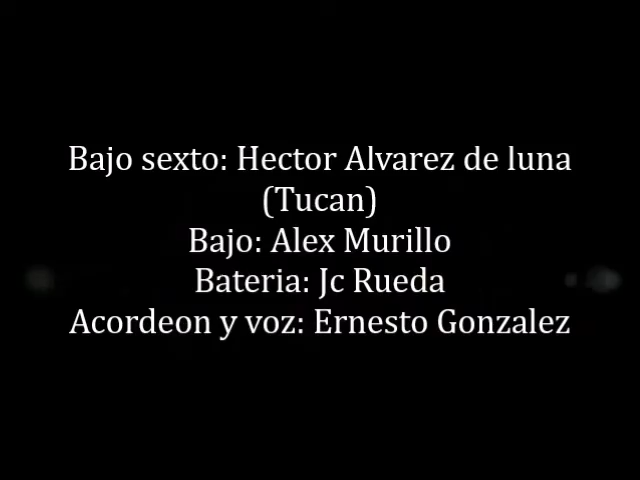 Bajo sexto: Hector Alvarez de luna
(Tucan)
Bajo: Alex Murillo
Bateria: Jc Rueda
Acordeon y voz: Ernesto Gonzalez